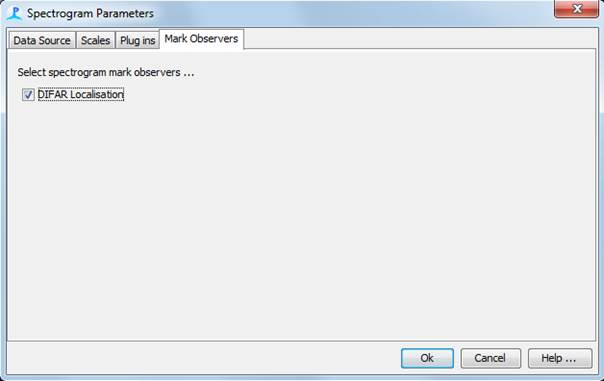 Spectrogram Parameters
Data Source Scales Plug ins Mark Observers
Select spectrogram mark observers ...
DIFAR Localisation
Ok Cancel Help ...